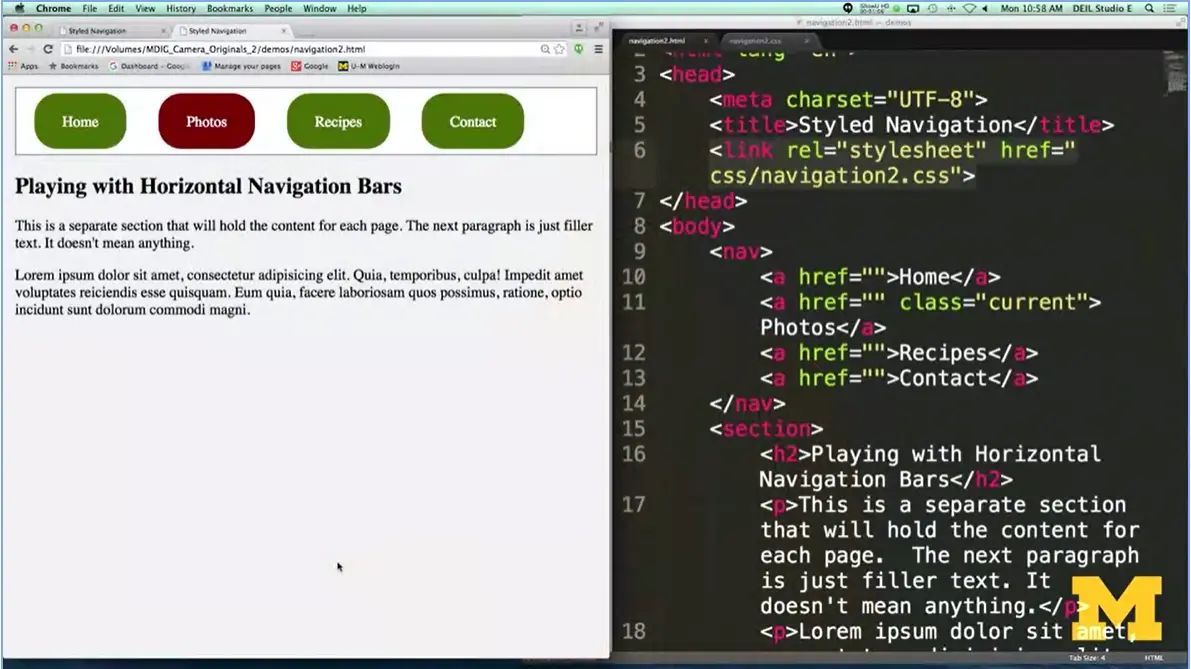 Chrome File Edit View History Bookmarks People Window Help
Mon 10:58 AM DEIL Studio E
Styled Navigation
Styled Navigation
file:///Volumes/MDIG_Camera_Originals_2/demos/navigation2.html
Apps Bookmarks Dashboard - Google Manage your pages Google U-M Weblogin
Home Photos Recipes Contact
Playing with Horizontal Navigation Bars
This is a separate section that will hold the content for each page. The next paragraph is just filler
text. It doesn't mean anything.
Lorem ipsum dolor sit amet, consectetur adipisicing elit. Quia, temporibus, culpa! Impedit amet
voluptates reiciendis esse quisquam. Eum quia, facere laboriosam quos possimus, ratione, optio
incidunt sunt dolorum commodi magni.
navigation2.html — demos
navigation2.html navigation2.css
3 <head>
4 <meta charset="UTF-8">
5 <title>Styled Navigation</title>
6 <link rel="stylesheet" href="
css/navigation2.css">
7 </head>
8 <body>
9 <nav>
10 <a href="">Home</a>
11 <a href="" class="current">
Photos</a>
12 <a href="">Recipes</a>
13 <a href="">Contact</a>
14 </nav>
15 <section>
16 <h2>Playing with Horizontal
Navigation Bars</h2>
17 <p>This is a separate section
that will hold the content for
each page.  The next paragraph
is just filler text. It
doesn't mean anything.</p>
18 <p>Lorem ipsum dolor sit amet,
M
Tab Size: 4 HTML